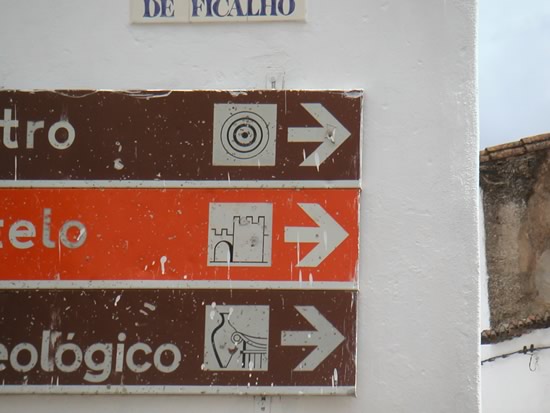 DE FICALHO
tro
telo
eológico